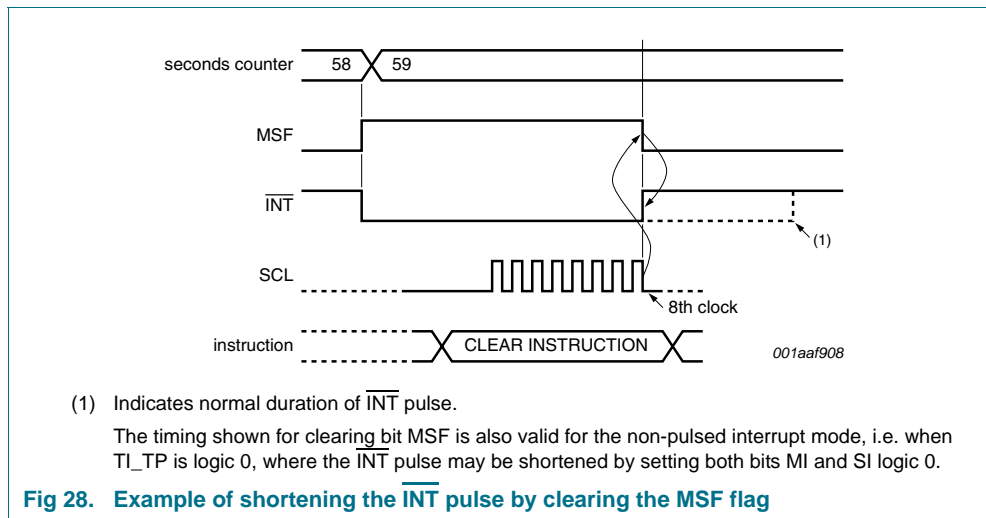 seconds counter 58 59
MSF
INT
(1)
SCL
8th clock
instruction CLEAR INSTRUCTION
001aaf908
(1) Indicates normal duration of INT pulse.
The timing shown for clearing bit MSF is also valid for the non-pulsed interrupt mode, i.e. when
TI_TP is logic 0, where the INT pulse may be shortened by setting both bits MI and SI logic 0.
Fig 28. Example of shortening the INT pulse by clearing the MSF flag